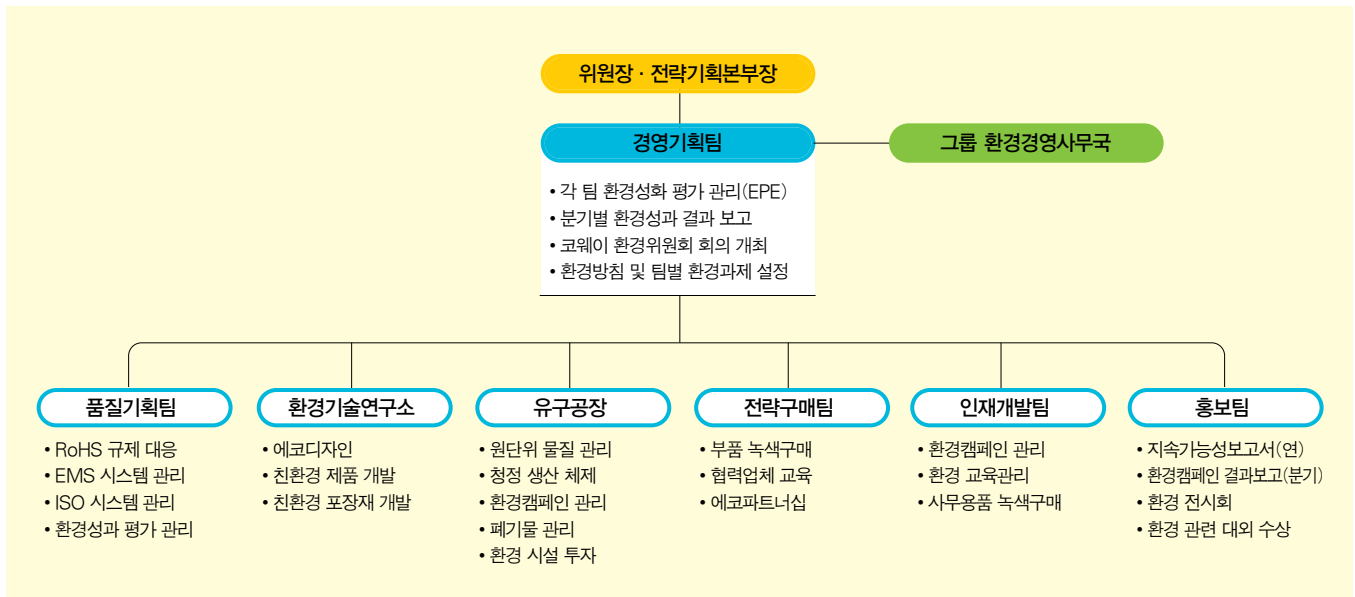 위원장 · 전략기획본부장
경영기획팀
그룹 환경경영사무국
• 각 팀 환경성화 평가 관리(EPE)
• 분기별 환경성과 결과 보고
• 코웨이 환경위원회 회의 개최
• 환경방침 및 팀별 환경과제 설정
품질기획팀
• RoHS 규제 대응
• EMS 시스템 관리
• ISO 시스템 관리
• 환경성과 평가 관리
환경기술연구소
• 에코디자인
• 친환경 제품 개발
• 친환경 포장재 개발
유구공장
• 원단위 물질 관리
• 청정 생산 체제
• 환경캠페인 관리
• 폐기물 관리
• 환경 시설 투자
전략구매팀
• 부품 녹색구매
• 협력업체 교육
• 에코파트너십
인재개발팀
• 환경캠페인 관리
• 환경 교육관리
• 사무용품 녹색구매
홍보팀
• 지속가능성보고서(연)
• 환경캠페인 결과보고(분기)
• 환경 전시회
• 환경 관련 대외 수상